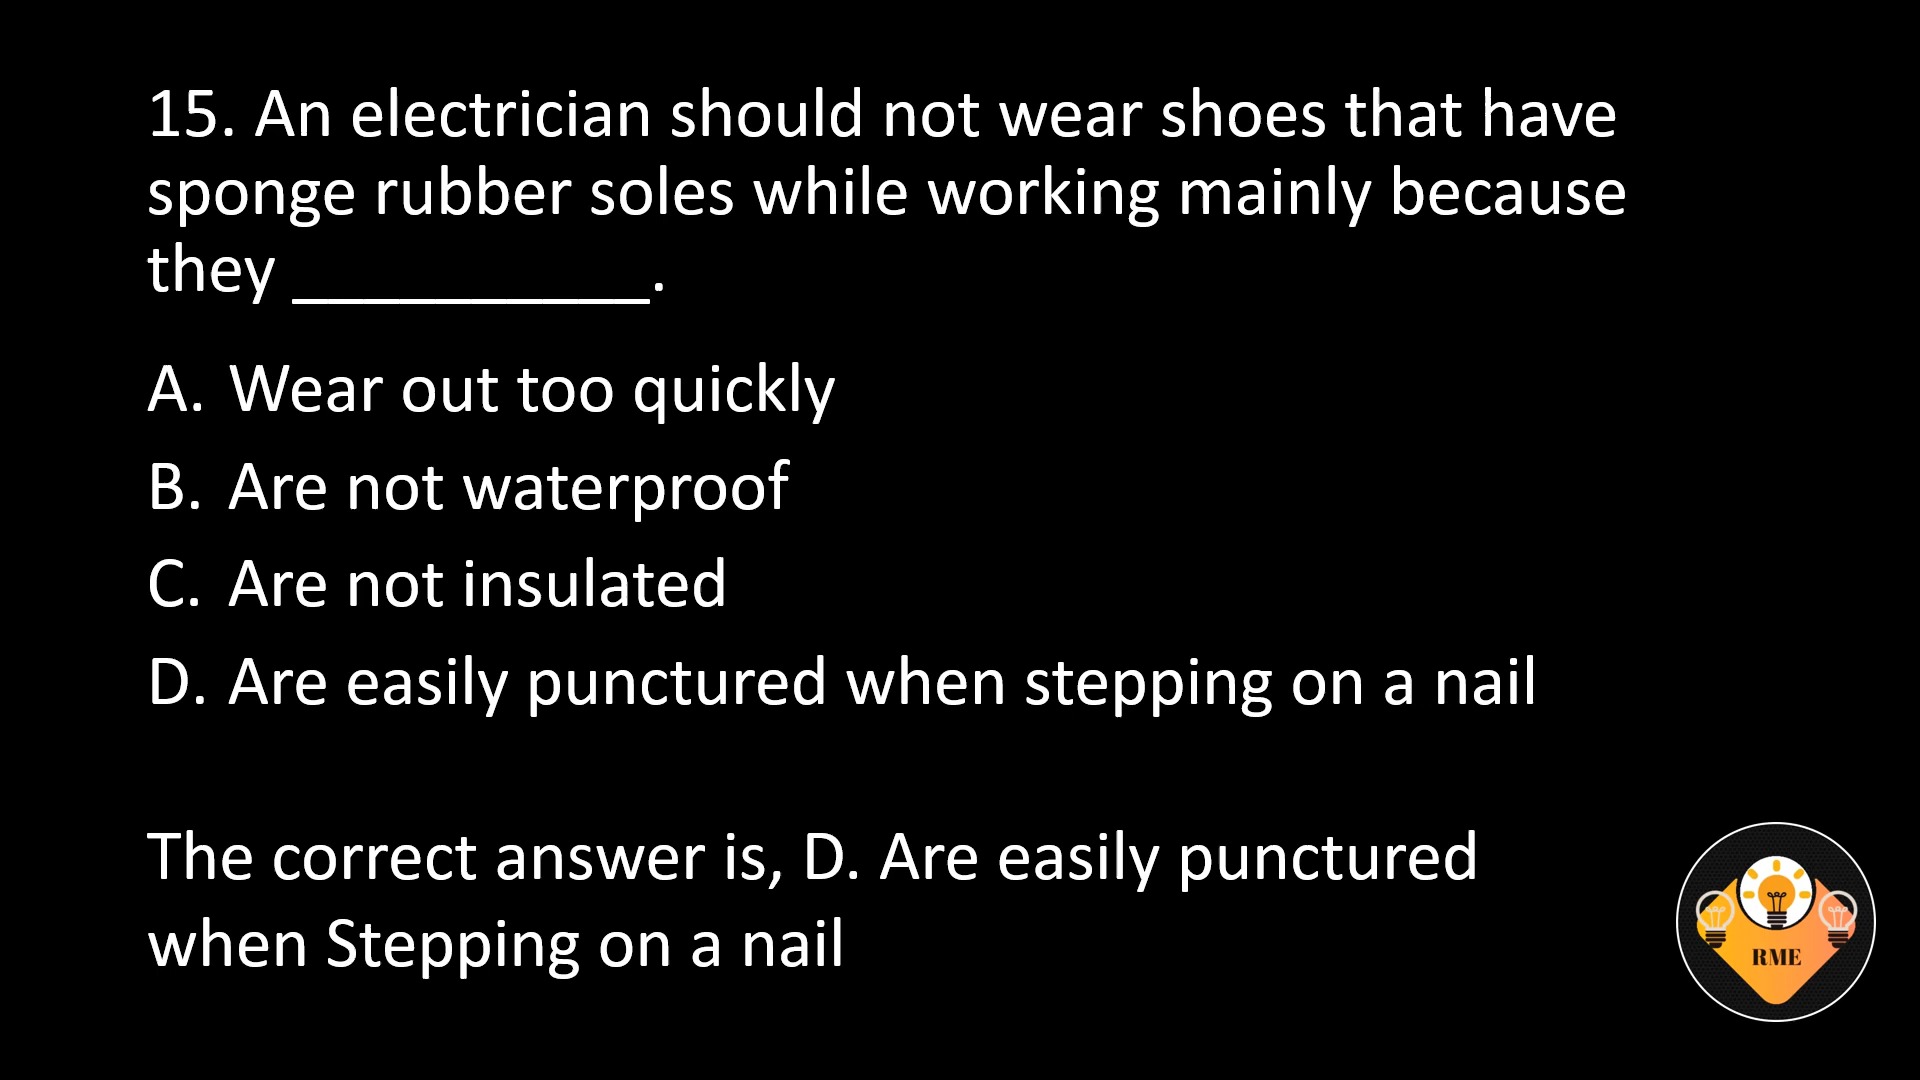 15. An electrician should not wear shoes that have
sponge rubber soles while working mainly because
they ___________.
A. Wear out too quickly
B. Are not waterproof
C. Are not insulated
D. Are easily punctured when stepping on a nail
The correct answer is, D. Are easily punctured
when Stepping on a nail
RME